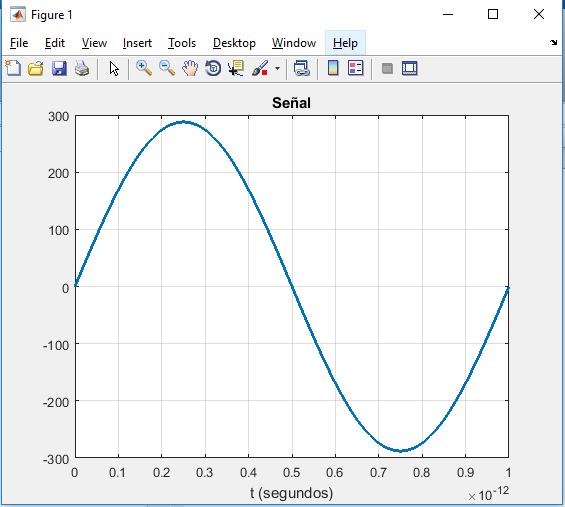 Figure 1
File Edit View Insert Tools Desktop Window Help
Señal
300
200
100
0
-100
-200
-300
0 0.1 0.2 0.3 0.4 0.5 0.6 0.7 0.8 0.9 1
t (segundos)
×10⁻¹²